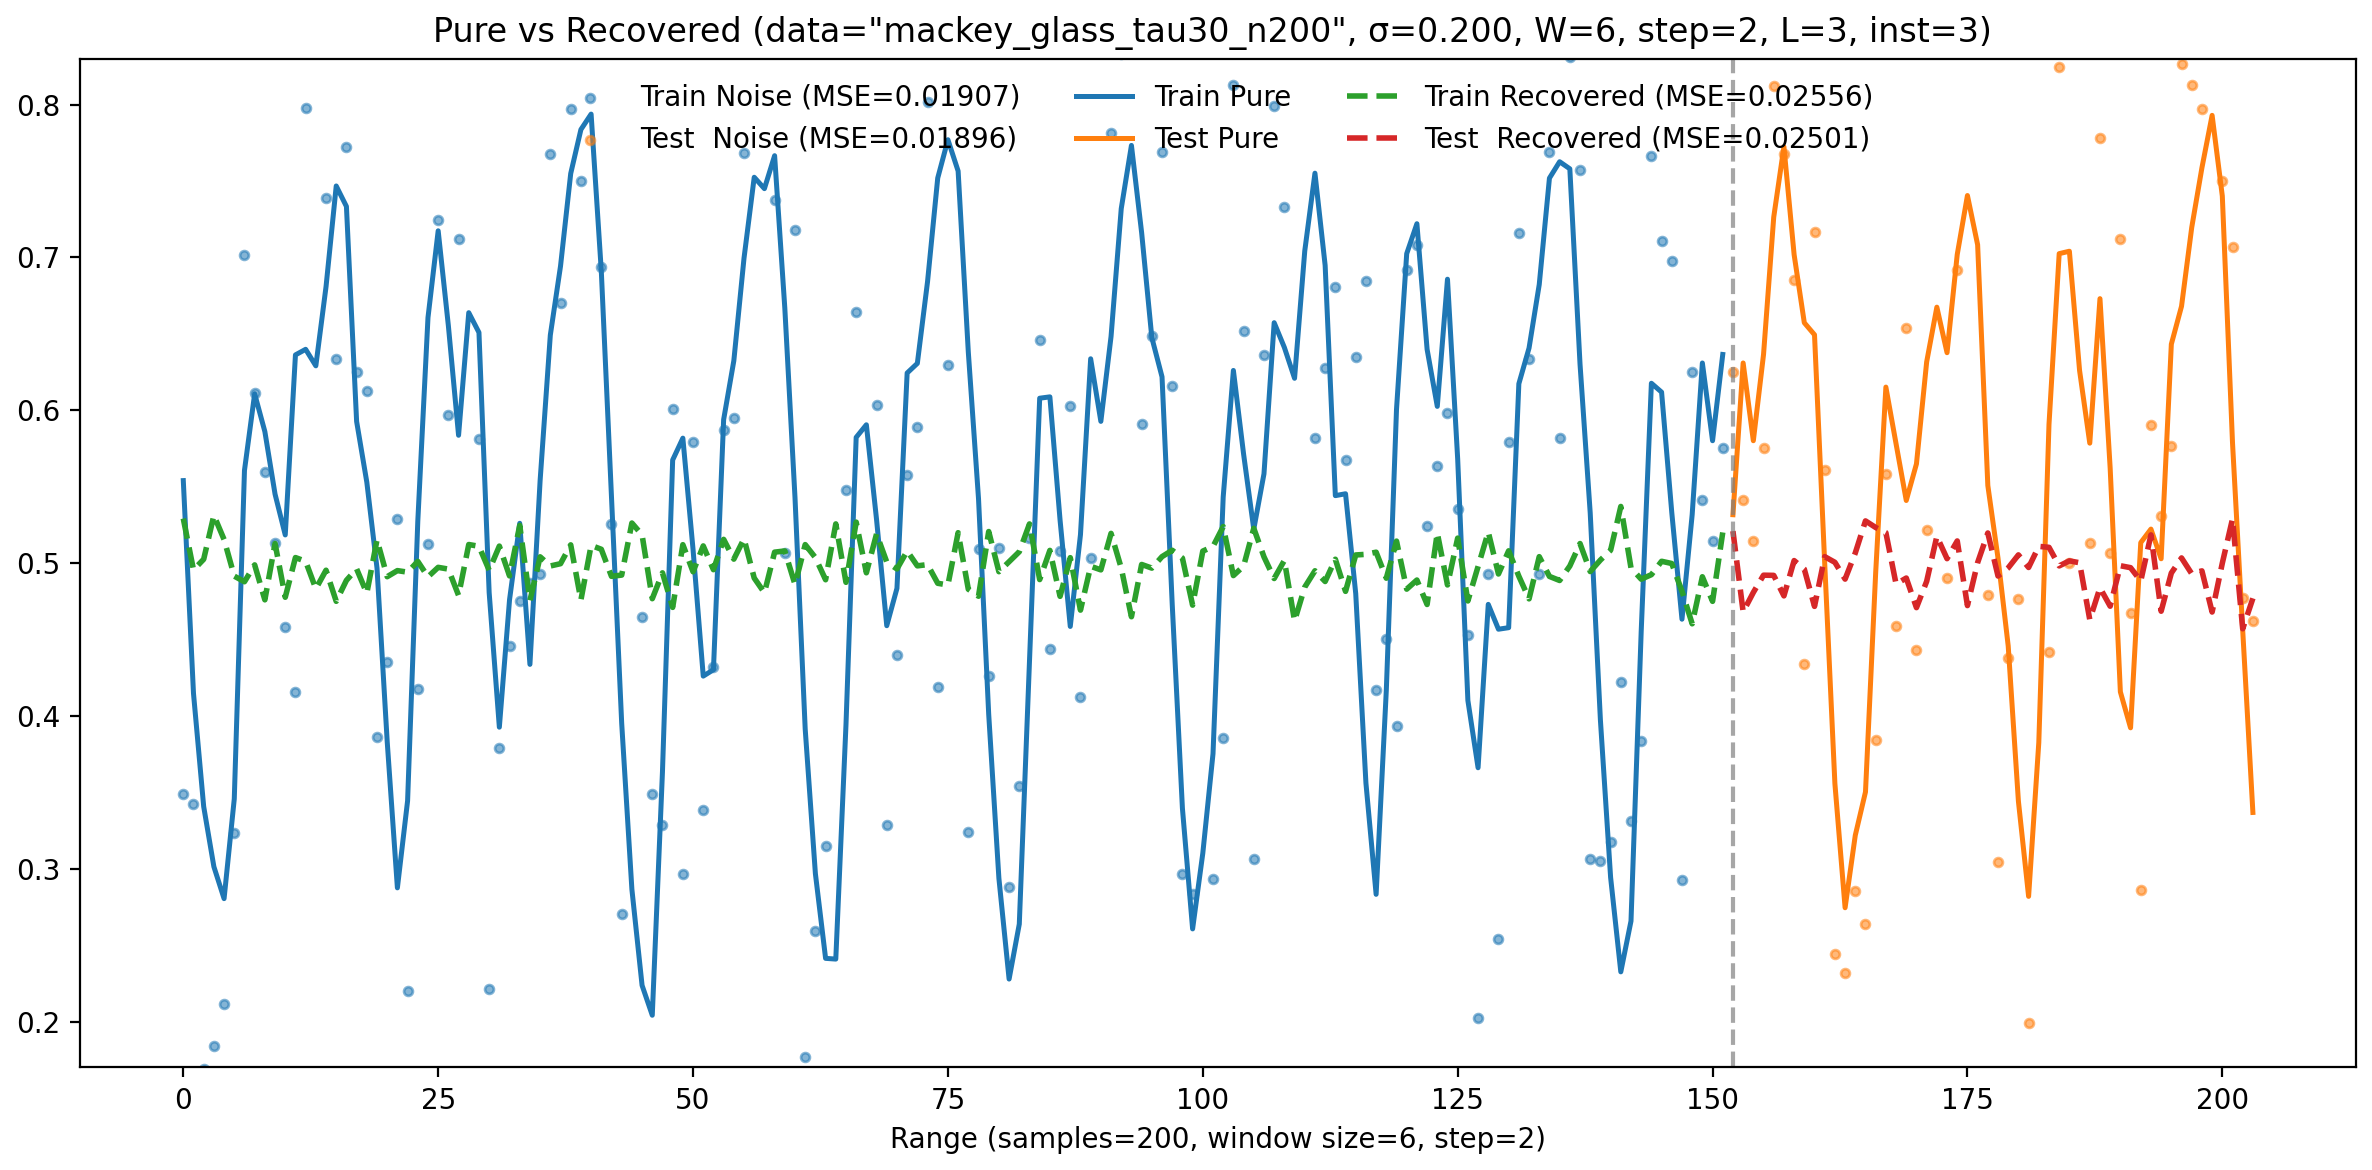 Pure vs Recovered (data="mackey_glass_tau30_n200", σ=0.200, W=6, step=2, L=3, inst=3)
Train Noise (MSE=0.01907) Train Pure Train Recovered (MSE=0.02556)
Test  Noise (MSE=0.01896) Test Pure Test  Recovered (MSE=0.02501)
0.8
0.7
0.6
0.5
0.4
0.3
0.2
0 25 50 75 100 125 150 175 200
Range (samples=200, window size=6, step=2)